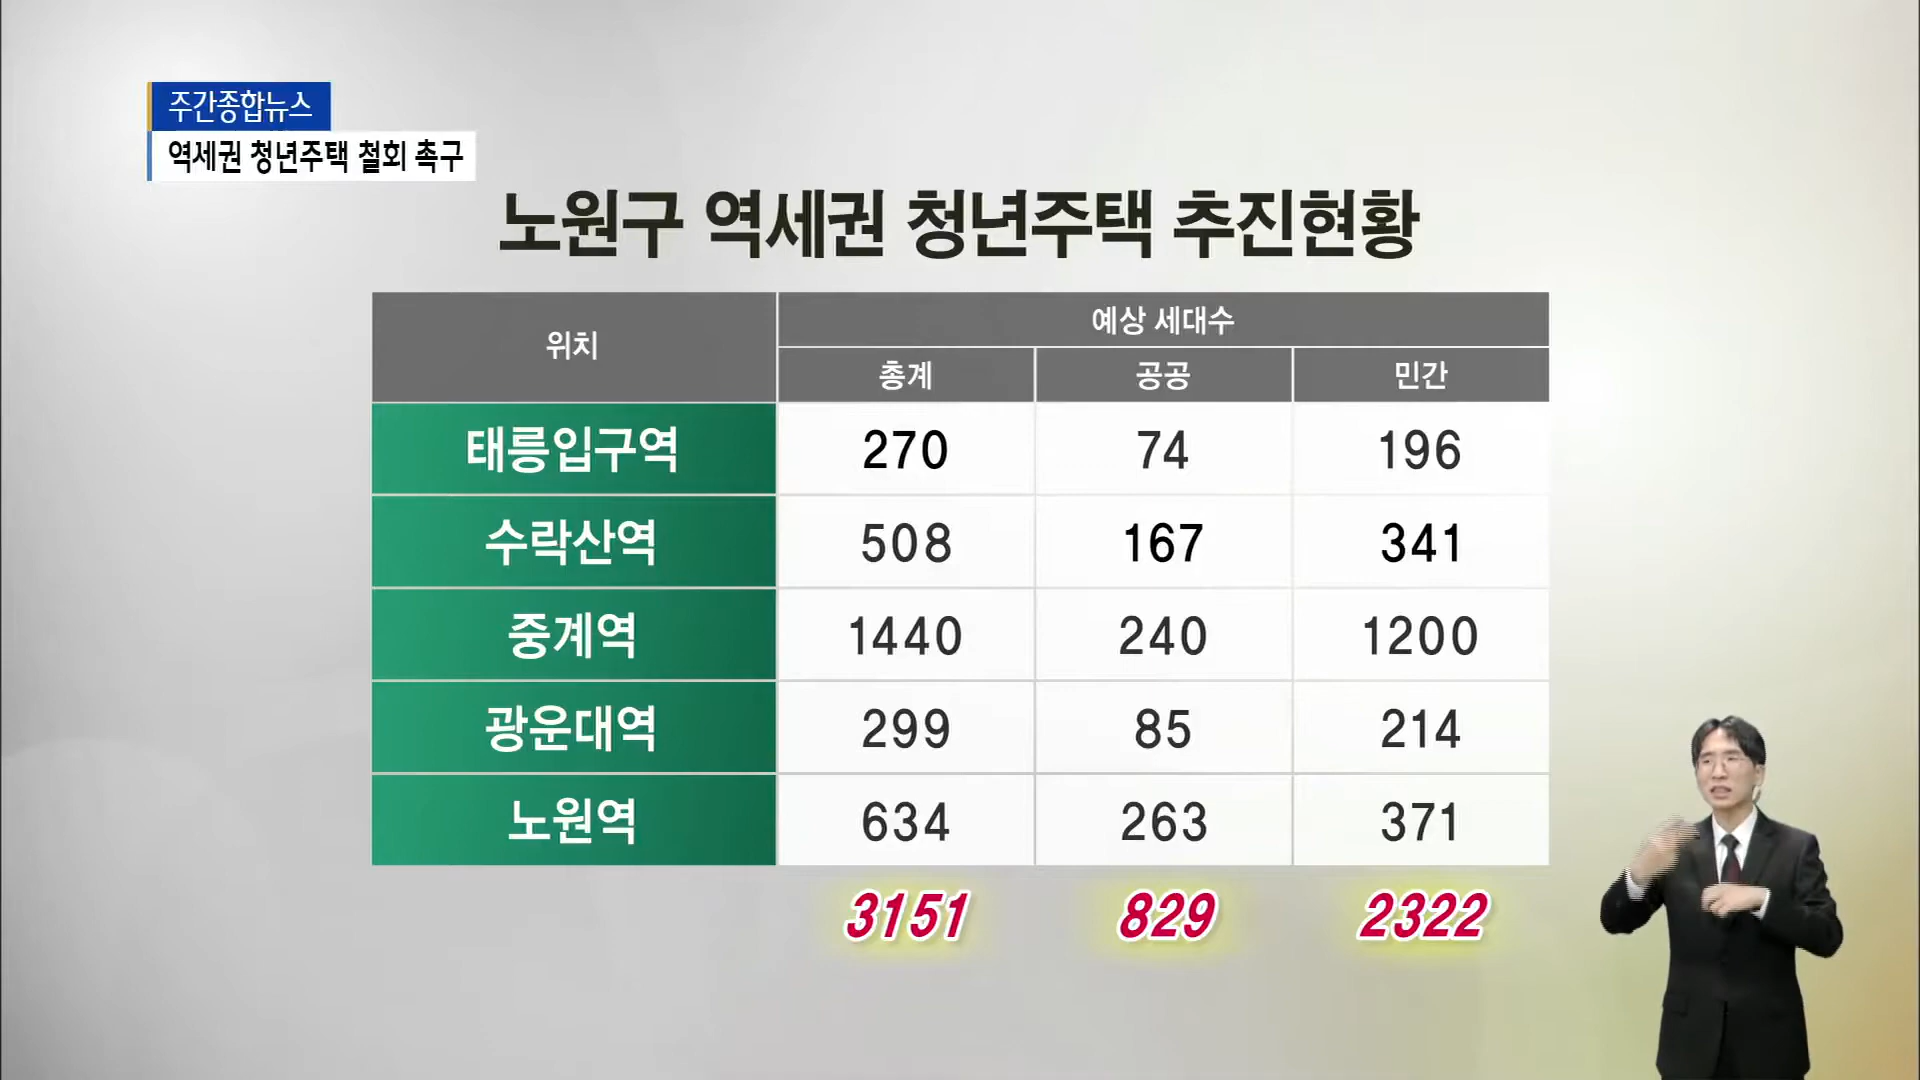 주간종합뉴스
역세권 청년주택 철회 촉구
노원구 역세권 청년주택 추진현황
위치 예상 세대수
총계 공공 민간
태릉입구역 270 74 196
수락산역 508 167 341
중계역 1440 240 1200
광운대역 299 85 214
노원역 634 263 371
3151 829 2322